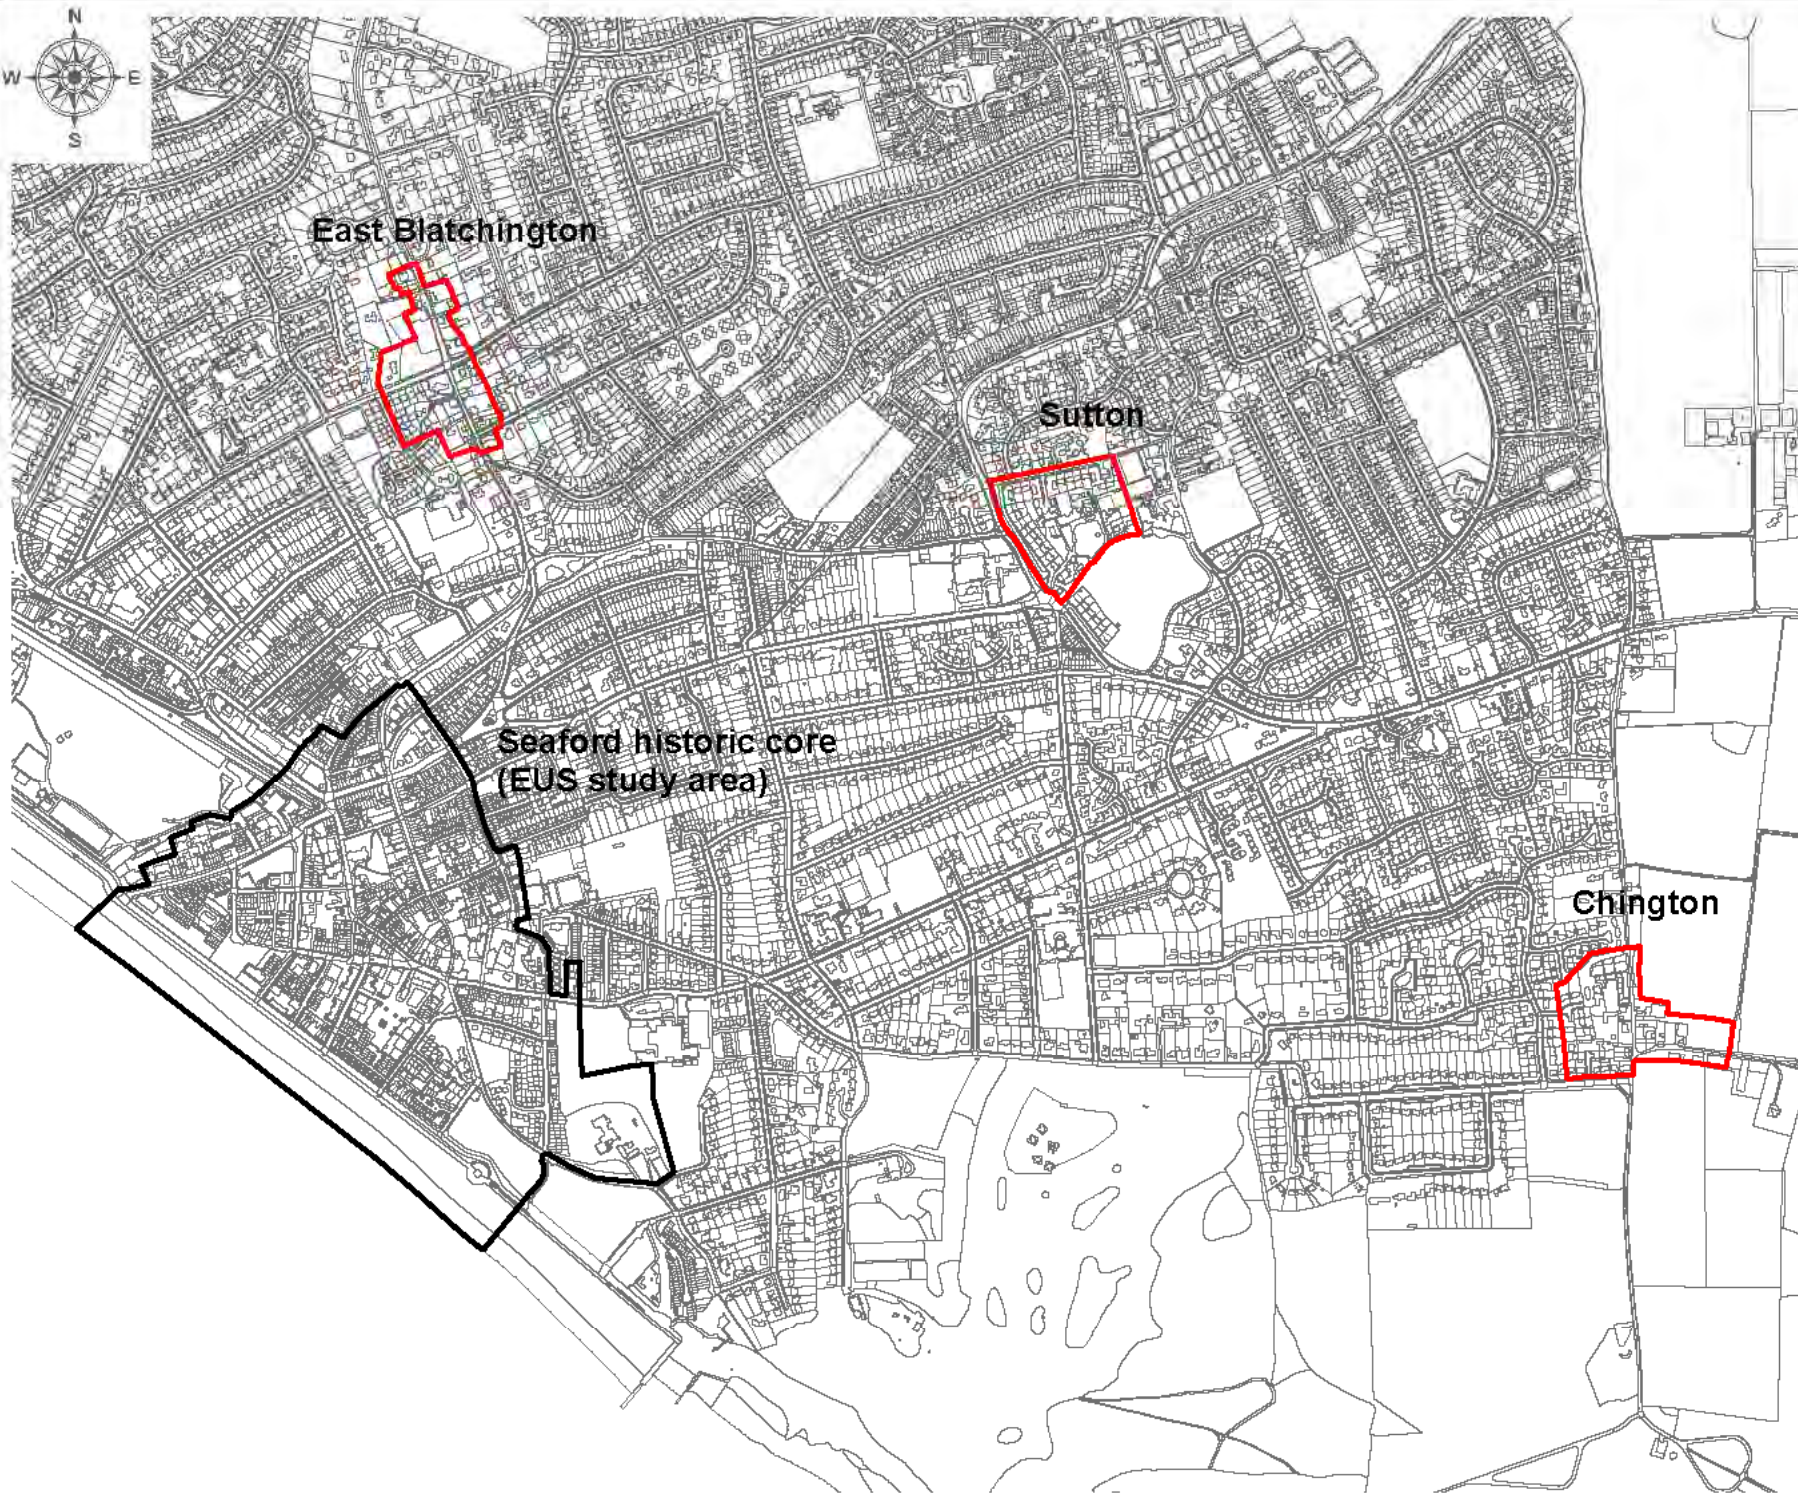 N
W E
S
East Blatchington
Sutton
Seaford historic core
(EUS study area)
Chington